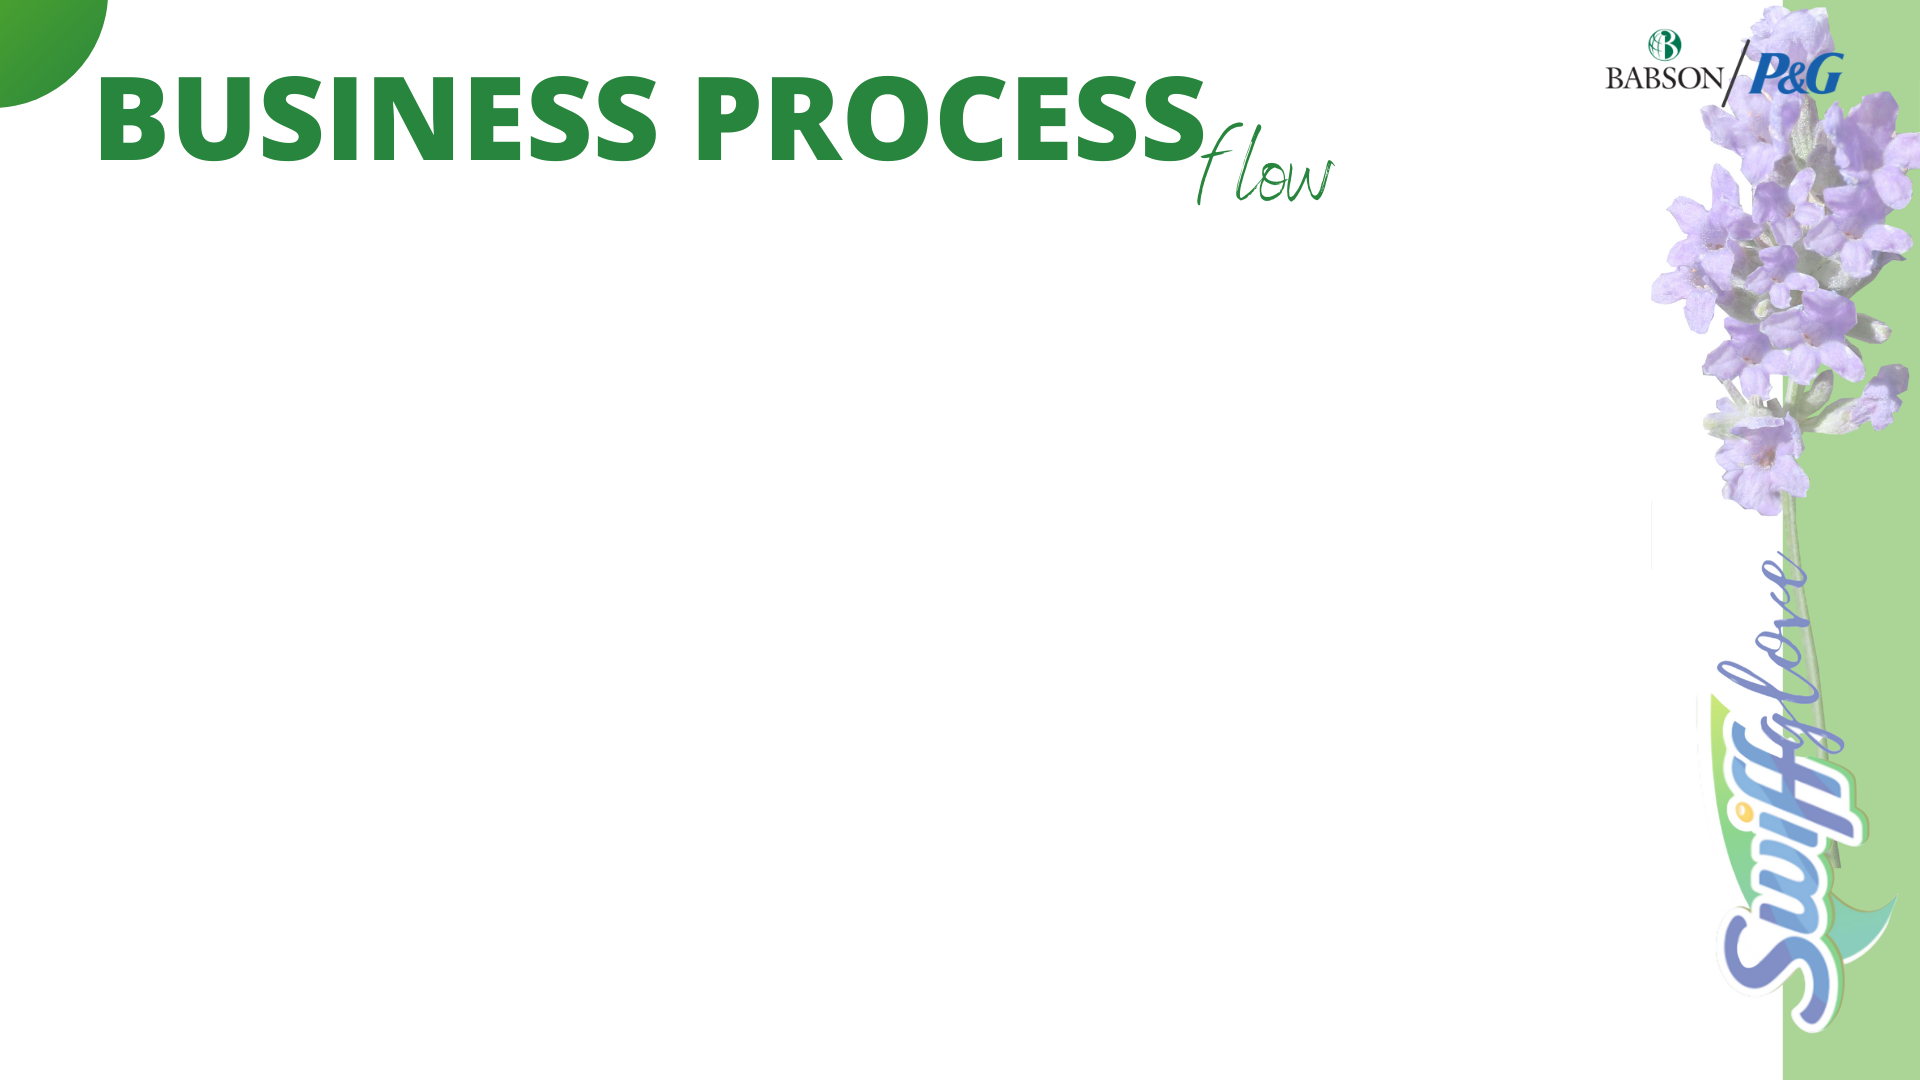 BUSINESS PROCESS
flow
BABSON / P&G
Swiffglove